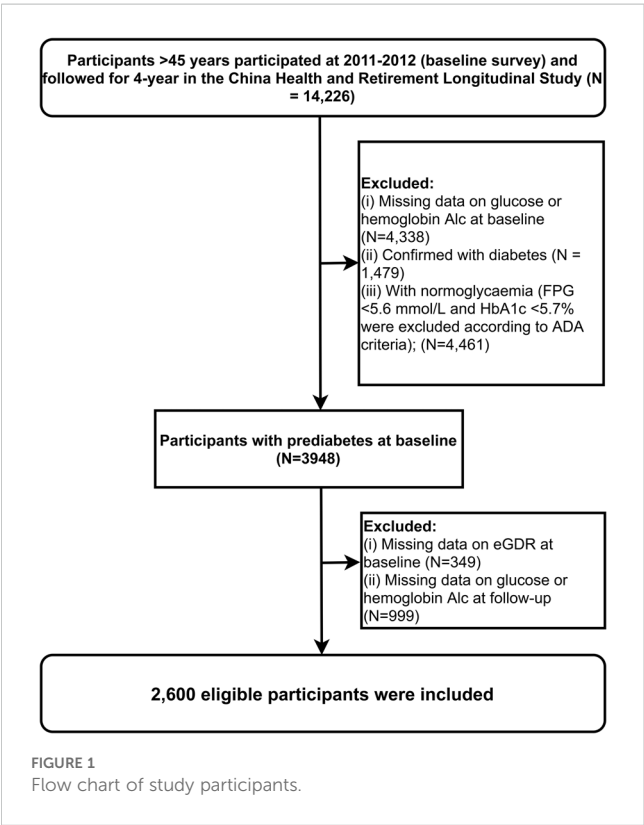 Participants >45 years participated at 2011-2012 (baseline survey) and
followed for 4-year in the China Health and Retirement Longitudinal Study (N
= 14,226)
Excluded:
(i) Missing data on glucose or
hemoglobin Alc at baseline
(N=4,338)
(ii) Confirmed with diabetes (N =
1,479)
(iii) With normoglycaemia (FPG
<5.6 mmol/L and HbA1c <5.7%
were excluded according to ADA
criteria); (N=4,461)
Participants with prediabetes at baseline
(N=3948)
Excluded:
(i) Missing data on eGDR at
baseline (N=349)
(ii) Missing data on glucose or
hemoglobin Alc at follow-up
(N=999)
2,600 eligible participants were included
FIGURE 1
Flow chart of study participants.